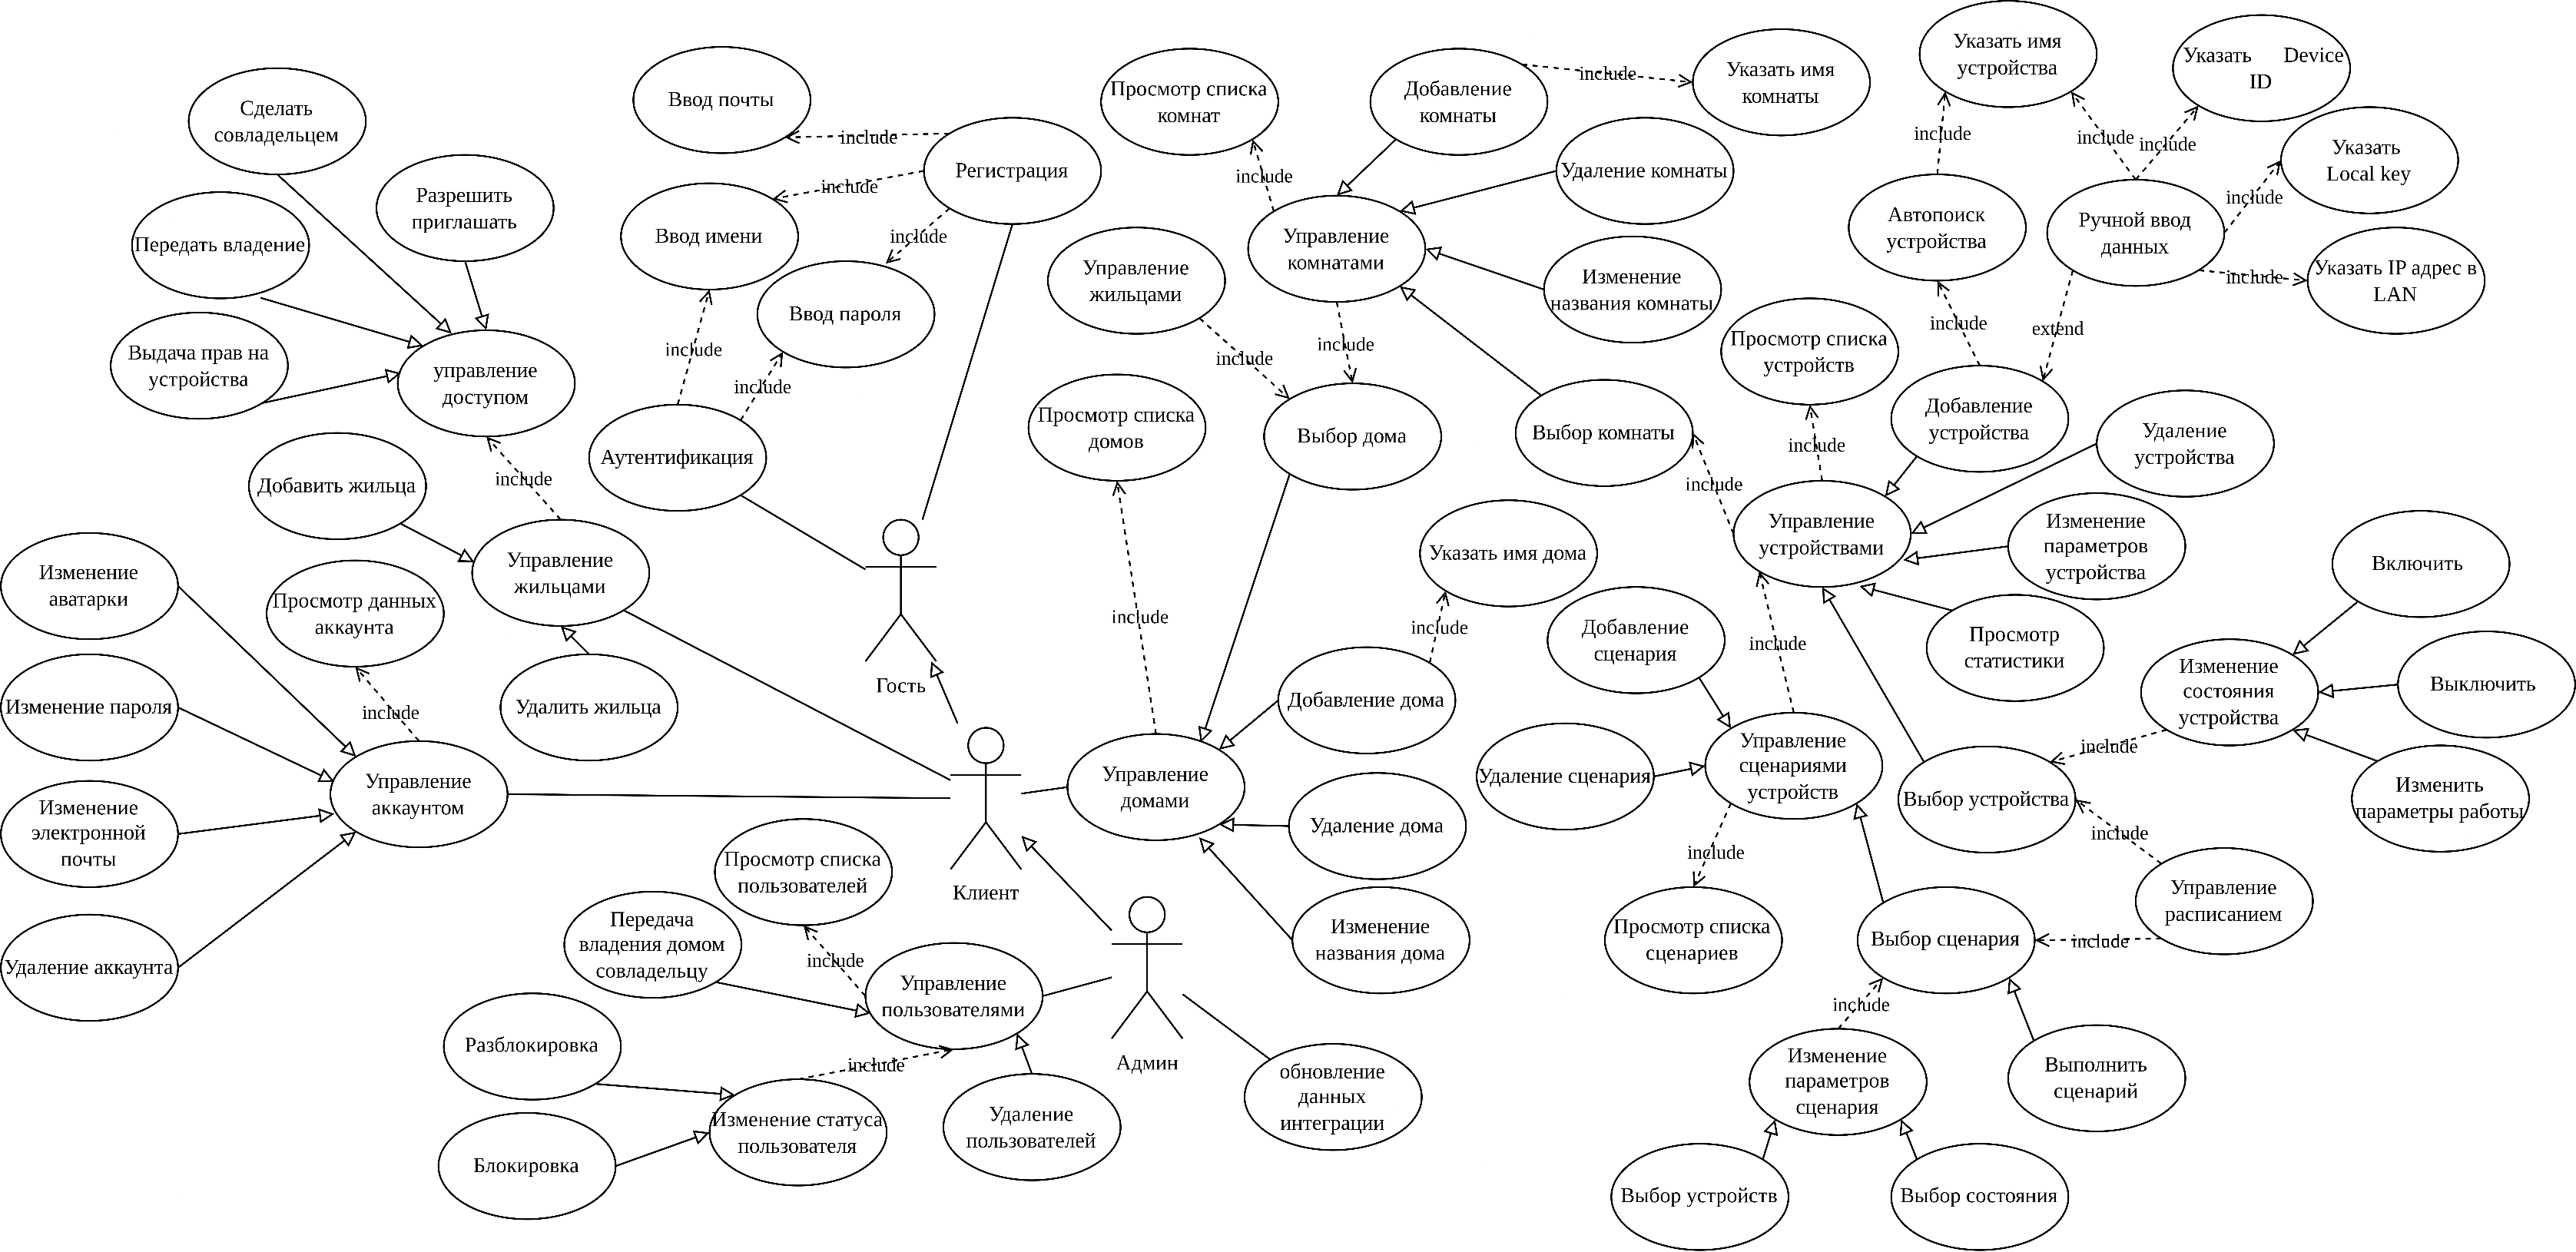 Сделать
совладельцем
Разрешить
приглашать
Передать владение
Выдача прав на
устройства
управление
доступом
include
Добавить жильца
Управление
жильцами
Удалить жильца
Изменение
аватарки
Просмотр данных
аккаунта
include
Изменение пароля
Управление
аккаунтом
Изменение
электронной
почты
Удаление аккаунта
Ввод почты
include
Регистрация
include
Ввод имени
include
Ввод пароля
include
include
Аутентификация
Гость
Клиент
Админ
Просмотр списка
пользователей
Передача
владения домом
совладельцу
include
Управление
пользователями
Разблокировка
include
Изменение статуса
пользователя
Блокировка
Удаление
пользователей
обновление
данных
интеграции
Просмотр списка
комнат
include
Добавление
комнаты
include
Указать имя
комнаты
Удаление комнаты
Управление
комнатами
Изменение
названия комнаты
Управление
жильцами
include
include
Просмотр списка
домов
Выбор дома
Выбор комнаты
include
include
Указать имя дома
include
Добавление дома
Управление
домами
Удаление дома
Изменение
названия дома
Указать имя
устройства
Указать Device
ID
include
include
include
Указать
Local key
Автопоиск
устройства
Ручной ввод
данных
include
include
Указать IP адрес в
LAN
include
extend
Просмотр списка
устройств
include
Добавление
устройства
Удаление
устройства
Управление
устройствами
Изменение
параметров
устройства
Просмотр
статистики
include
Добавление
сценария
Удаление сценария
Управление
сценариями
устройств
include
Просмотр списка
сценариев
Включить
Изменение
состояния
устройства
Выключить
include
Изменить
параметры работы
Выбор устройства
include
Управление
расписанием
include
Выбор сценария
include
Изменение
параметров
сценария
Выполнить
сценарий
Выбор устройств
Выбор состояния